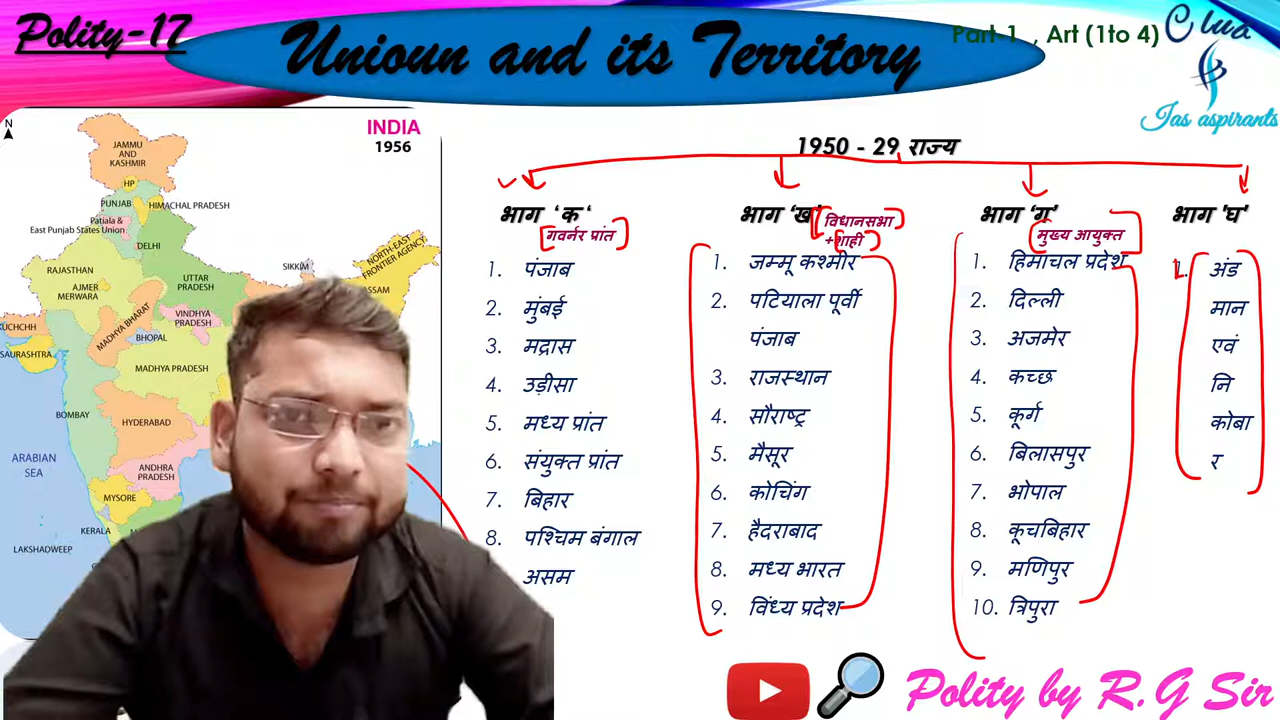 Polity-17
Unioun and its Territory
Part-1 , Art (1to 4)
Ias aspirants
N
INDIA
1956
JAMMU
AND
KASHMIR
HP
PUNJAB
HIMACHAL PRADESH
Patiala &
East Punjab States Union
DELHI
NORTH-EAST
FRONTIER AGENCY
SIKKIM
RAJASTHAN
UTTAR
PRADESH
AJMER
MERWARA
ASSAM
VINDHYA
PRADESH
MADHYA BHARAT
BHOPAL
SAURASHTRA
MADHYA PRADESH
BOMBAY
HYDERABAD
ARABIAN
SEA
ANDHRA
PRADESH
MYSORE
KERALA
LAKSHADWEEP
1950 - 29 राज्य
भाग ‘क‘
गवर्नर प्रांत
1. पंजाब
2. मुंबई
3. मद्रास
4. उड़ीसा
5. मध्य प्रांत
6. संयुक्त प्रांत
7. बिहार
8. पश्चिम बंगाल
असम
भाग ‘ख'
विधानसभा
+शाही
1. जम्मू कश्मीर
2. पटियाला पूर्वी
पंजाब
3. राजस्थान
4. सौराष्ट्र
5. मैसूर
6. कोचिंग
7. हैदराबाद
8. मध्य भारत
9. विंध्य प्रदेश
भाग ‘ग'
मुख्य आयुक्त
1. हिमाचल प्रदेश
2. दिल्ली
3. अजमेर
4. कच्छ
5. कूर्ग
6. बिलासपुर
7. भोपाल
8. कूचबिहार
9. मणिपुर
10. त्रिपुरा
भाग 'घ'
1. अंड
मान
एवं
नि
कोबा
र
Polity by R.G Sir